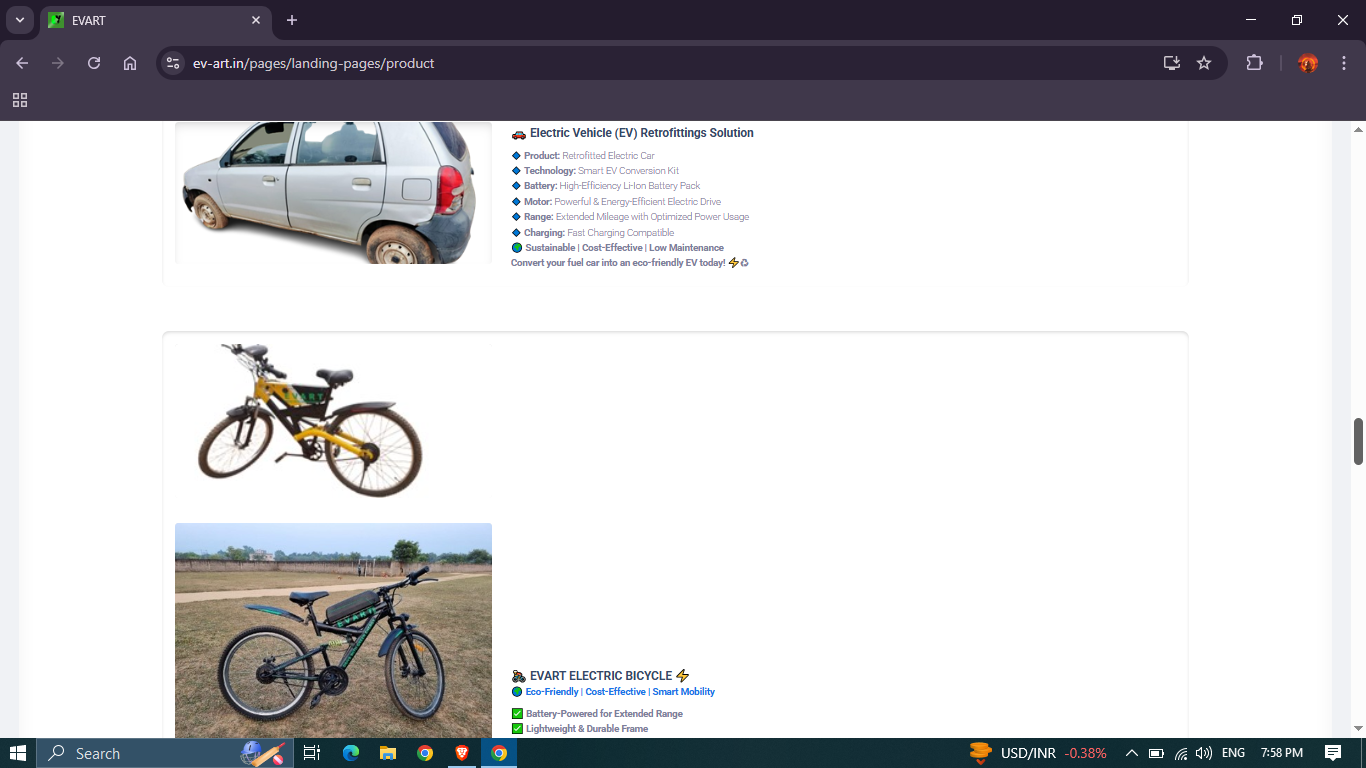 EVART
ev-art.in/pages/landing-pages/product
Electric Vehicle (EV) Retrofittings Solution
Product: Retrofitted Electric Car
Technology: Smart EV Conversion Kit
Battery: High-Efficiency Li-Ion Battery Pack
Motor: Powerful & Energy-Efficient Electric Drive
Range: Extended Mileage with Optimized Power Usage
Charging: Fast Charging Compatible
Sustainable | Cost-Effective | Low Maintenance
Convert your fuel car into an eco-friendly EV today! ⚡♻
EVART
EVART
🚴 EVART ELECTRIC BICYCLE ⚡
Eco-Friendly | Cost-Effective | Smart Mobility
✅ Battery-Powered for Extended Range
✅ Lightweight & Durable Frame
Search
USD/INR -0.38%
ENG
7:58 PM